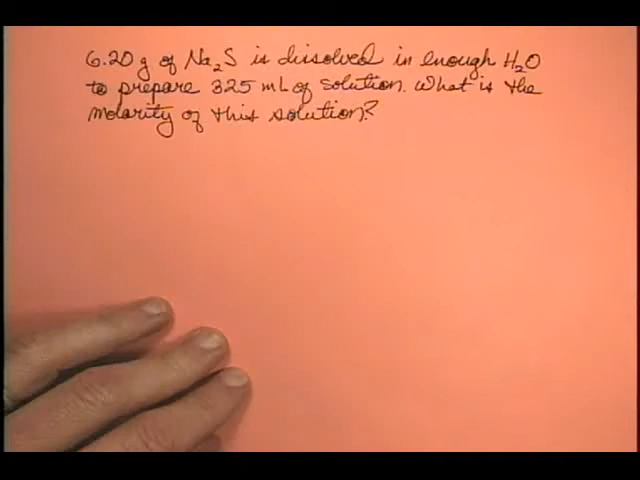 6.20 g of Na₂S is dissolved in enough H₂O
to prepare 325 mL of solution. What is the
molarity of this solution?